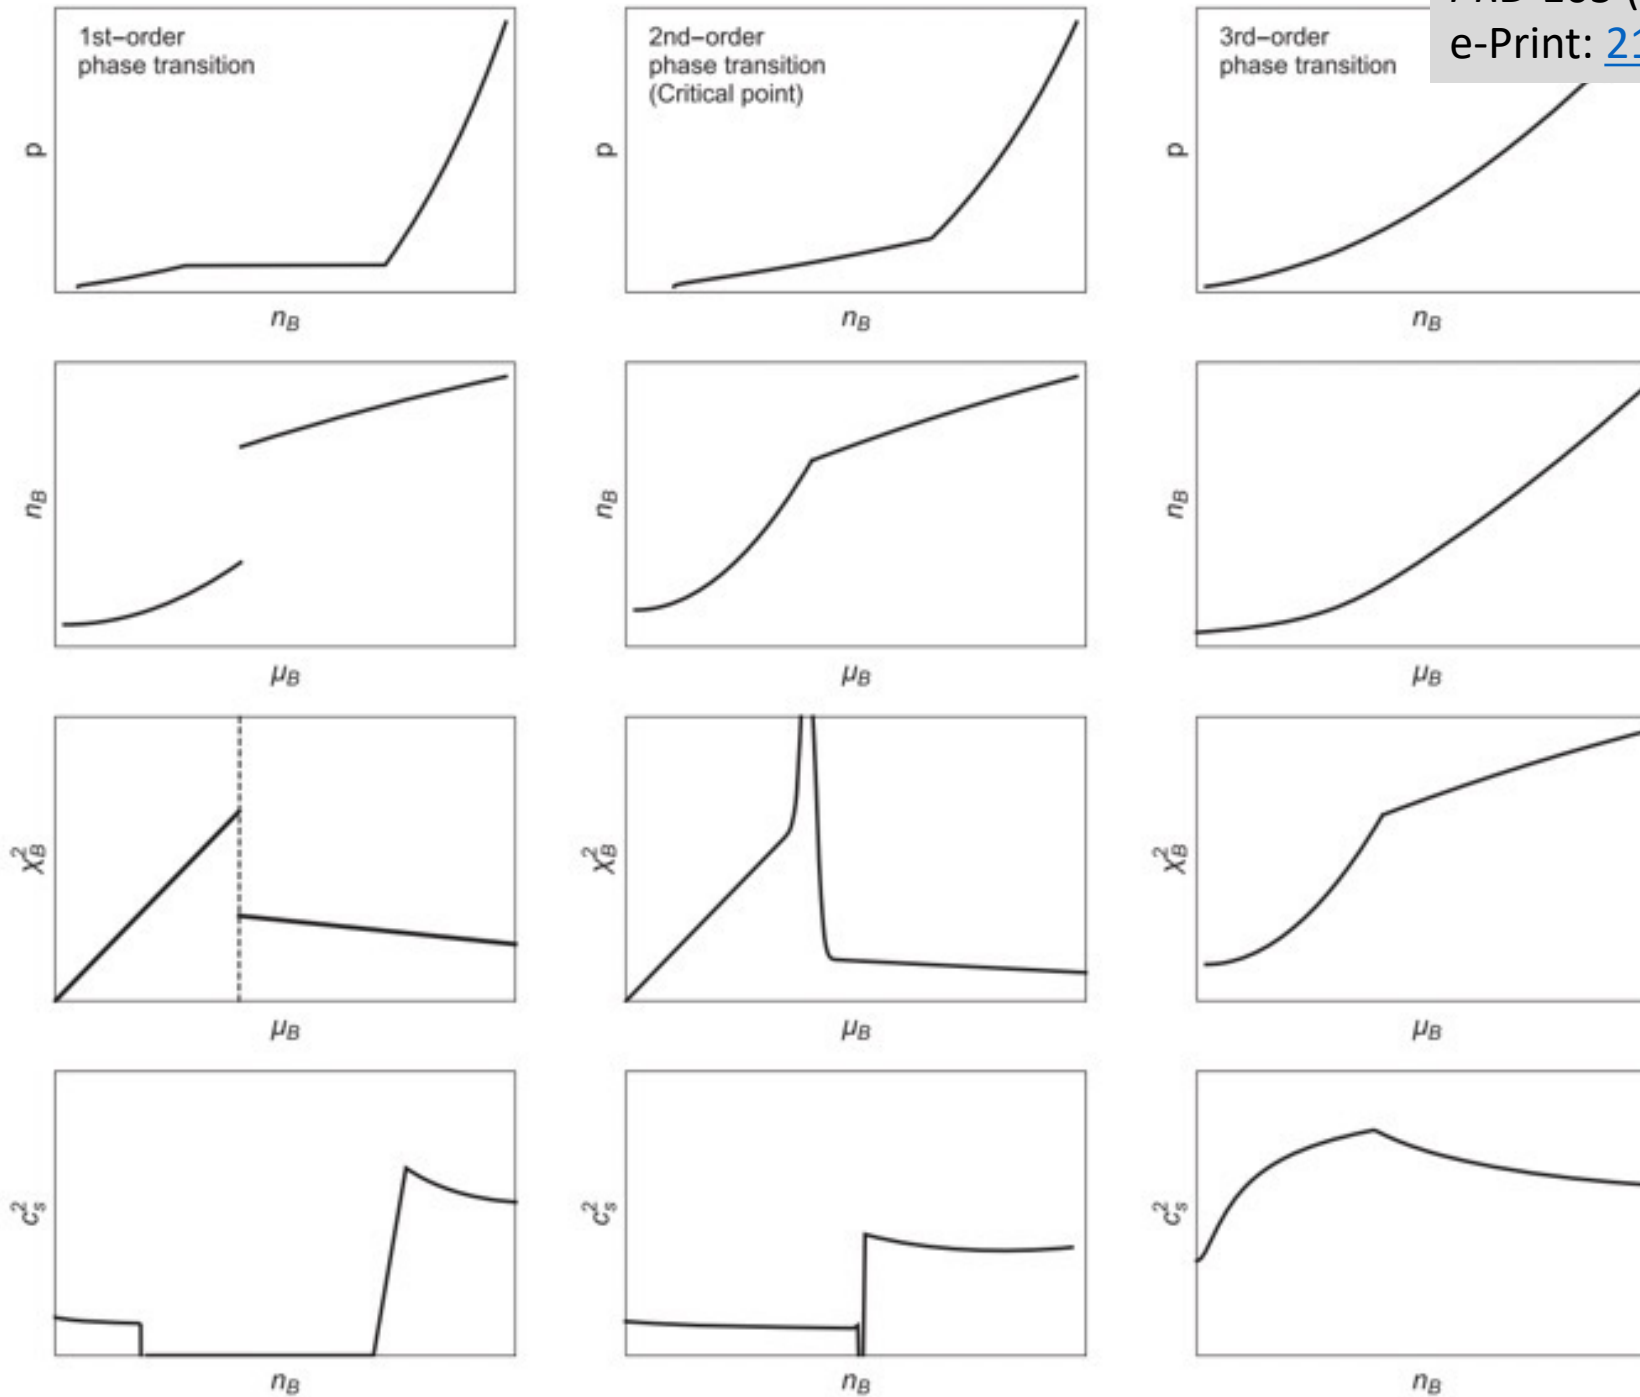 e-Print: 21
1st–order
phase transition
2nd–order
phase transition
(Critical point)
3rd–order
phase transition
p
n_B
p
n_B
p
n_B
n_B
μ_B
n_B
μ_B
n_B
μ_B
χ²_B
μ_B
χ²_B
μ_B
χ²_B
μ_B
c²_s
n_B
c²_s
n_B
c²_s
n_B